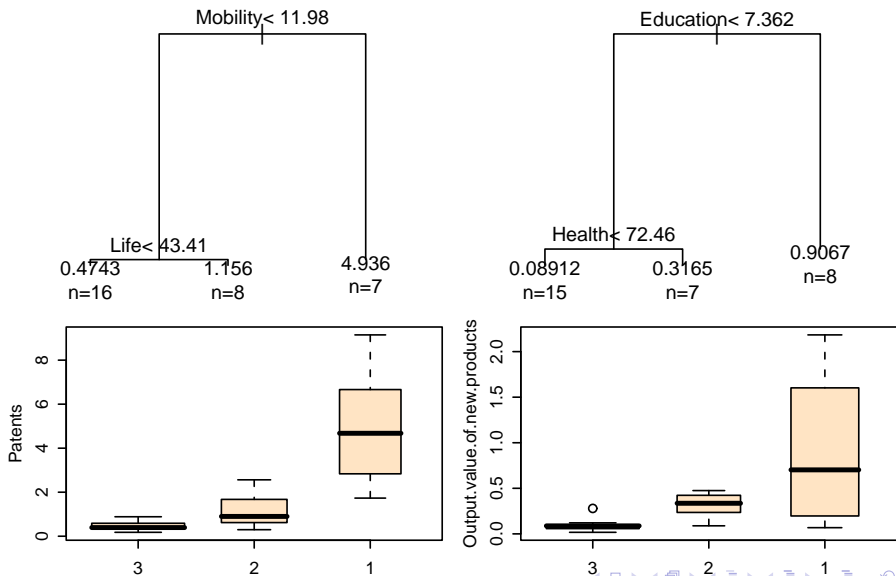 Mobility< 11.98
Life< 43.41
0.4743
n=16
1.156
n=8
4.936
n=7
Education< 7.362
Health< 72.46
0.08912
n=15
0.3165
n=7
0.9067
n=8
Patents
8
6
4
2
0
3
2
1
Output.value.of.new.products
2.0
1.5
1.0
0.5
0.0
3
2
1